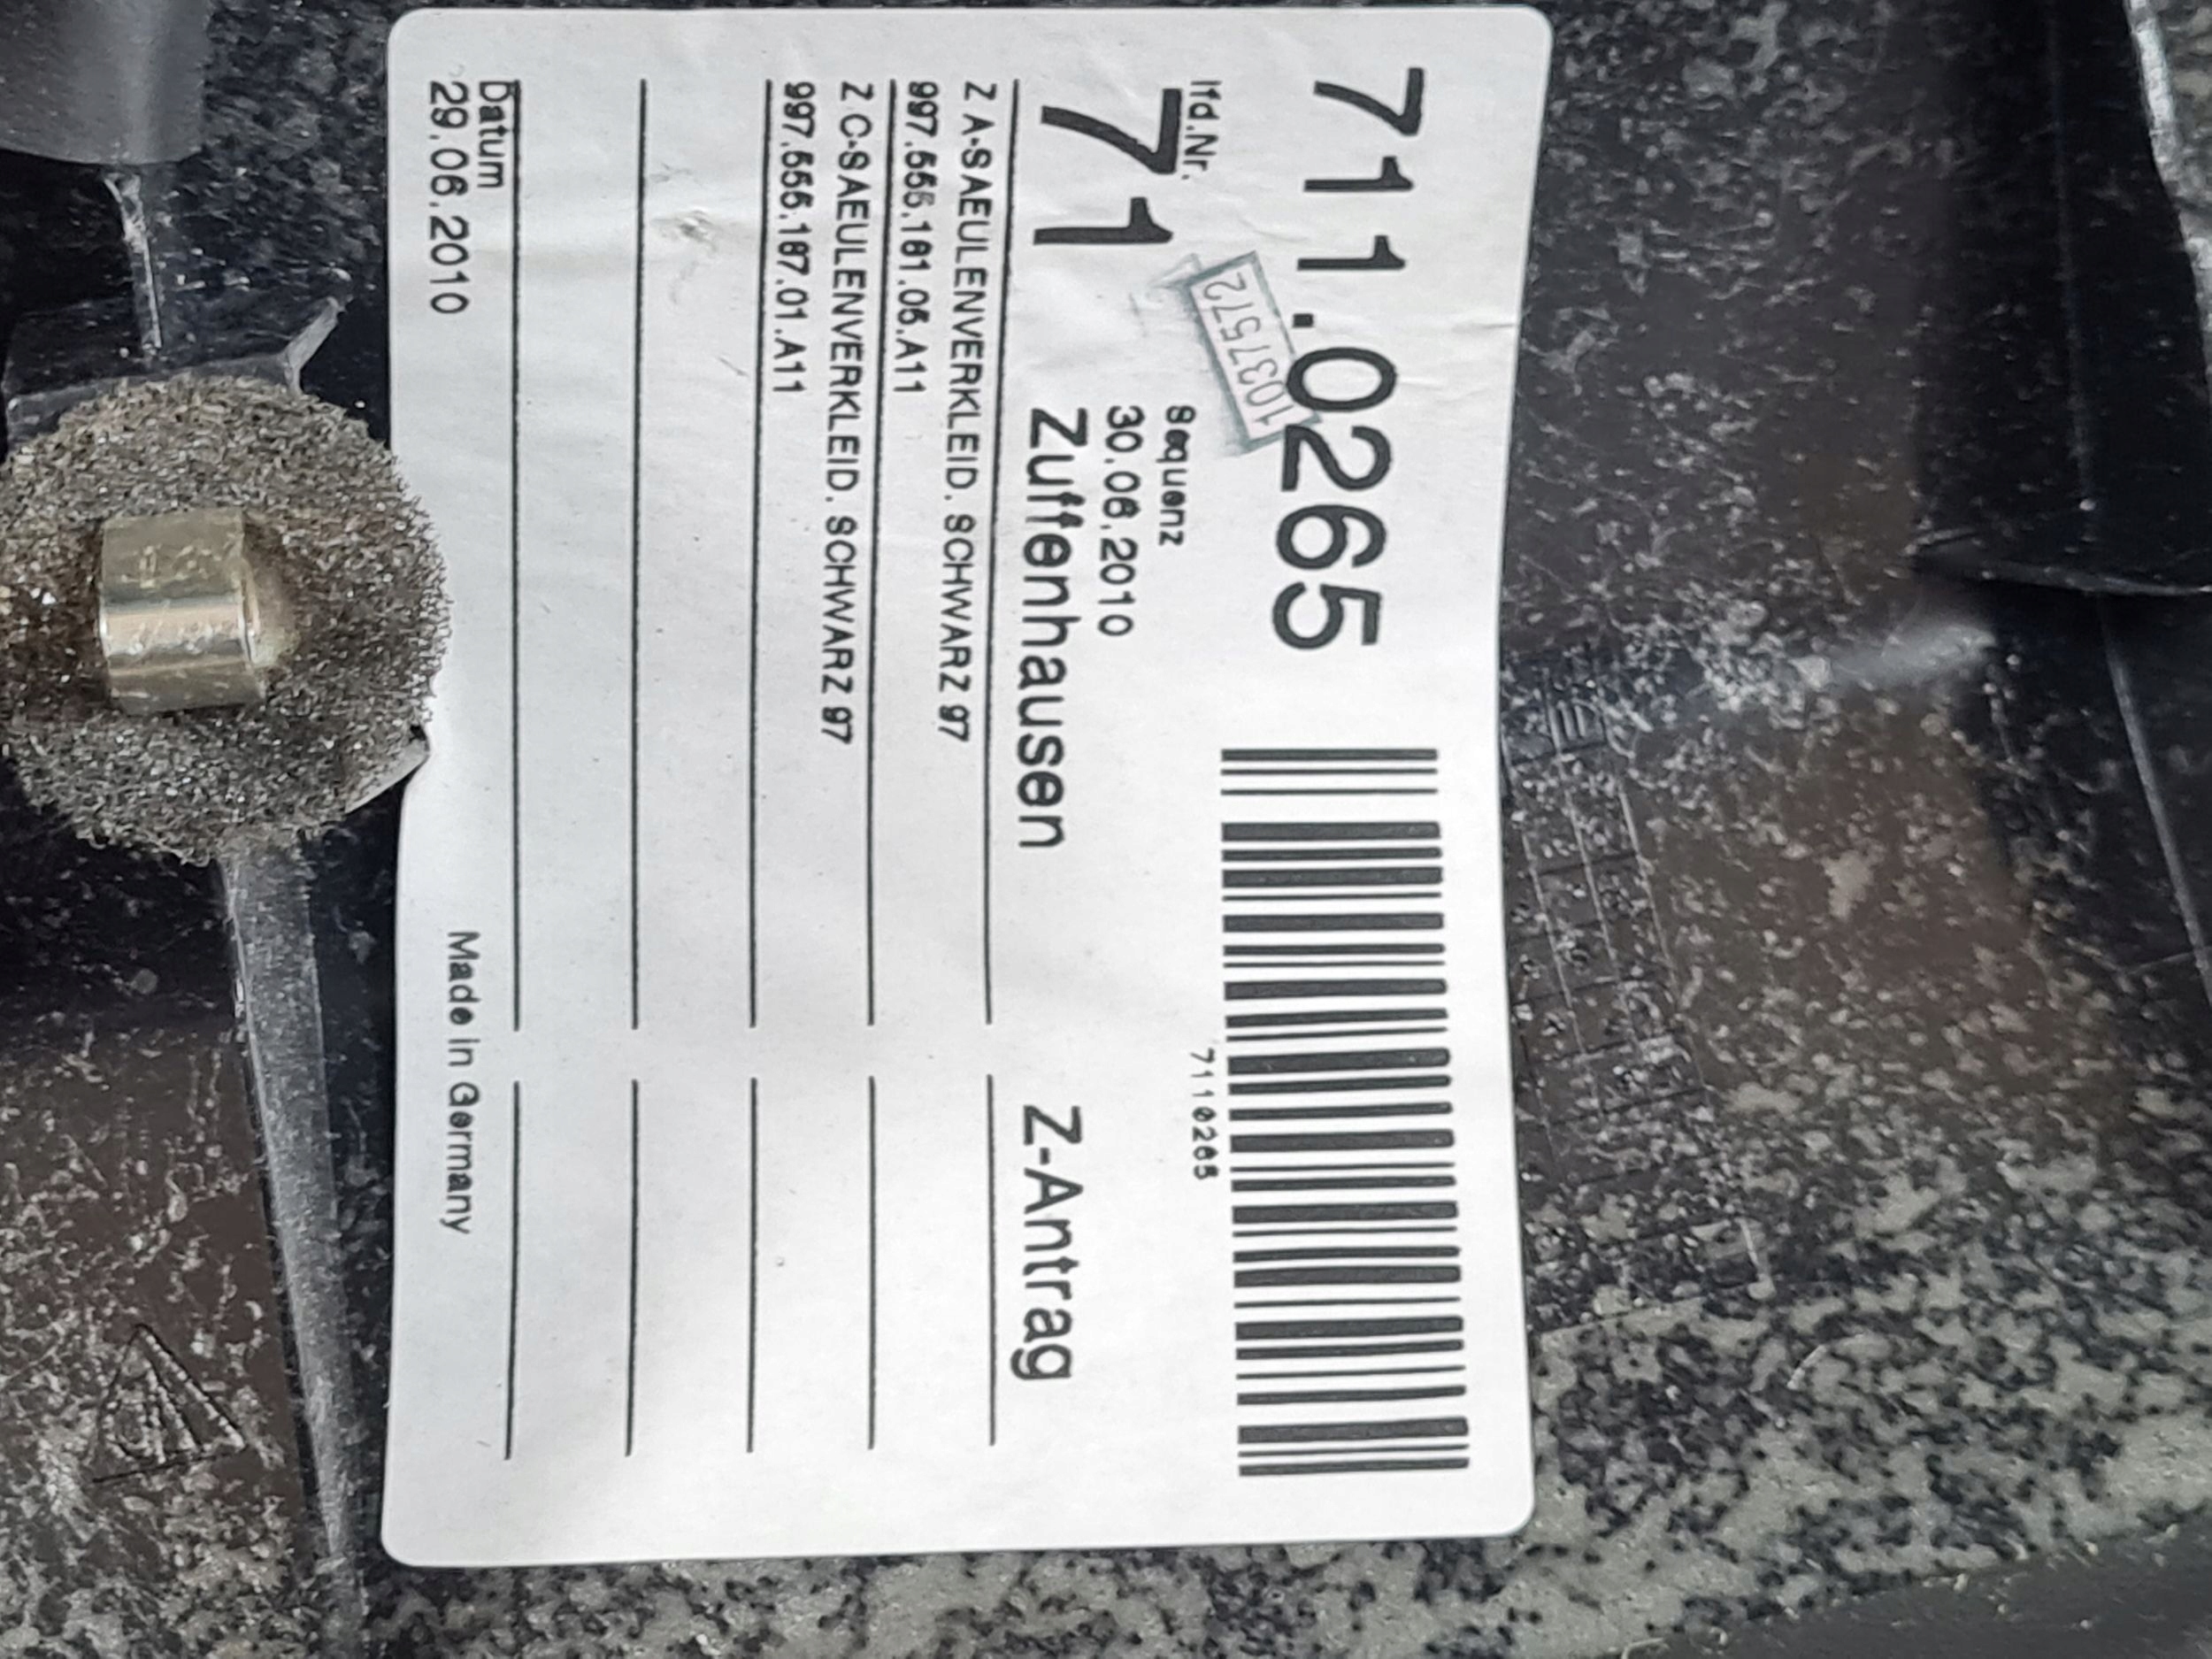 711.0265
7110265
lfd.Nr.
71
1037572
Sequenz
30.06.2010
Zuffenhausen
Z-Antrag
Z A-SAEULENVERKLEID. SCHWARZ 97
997.555.161.05.A11
Z C-SAEULENVERKLEID. SCHWARZ 97
997.555.167.01.A11
Datum
29.06.2010
Made in Germany